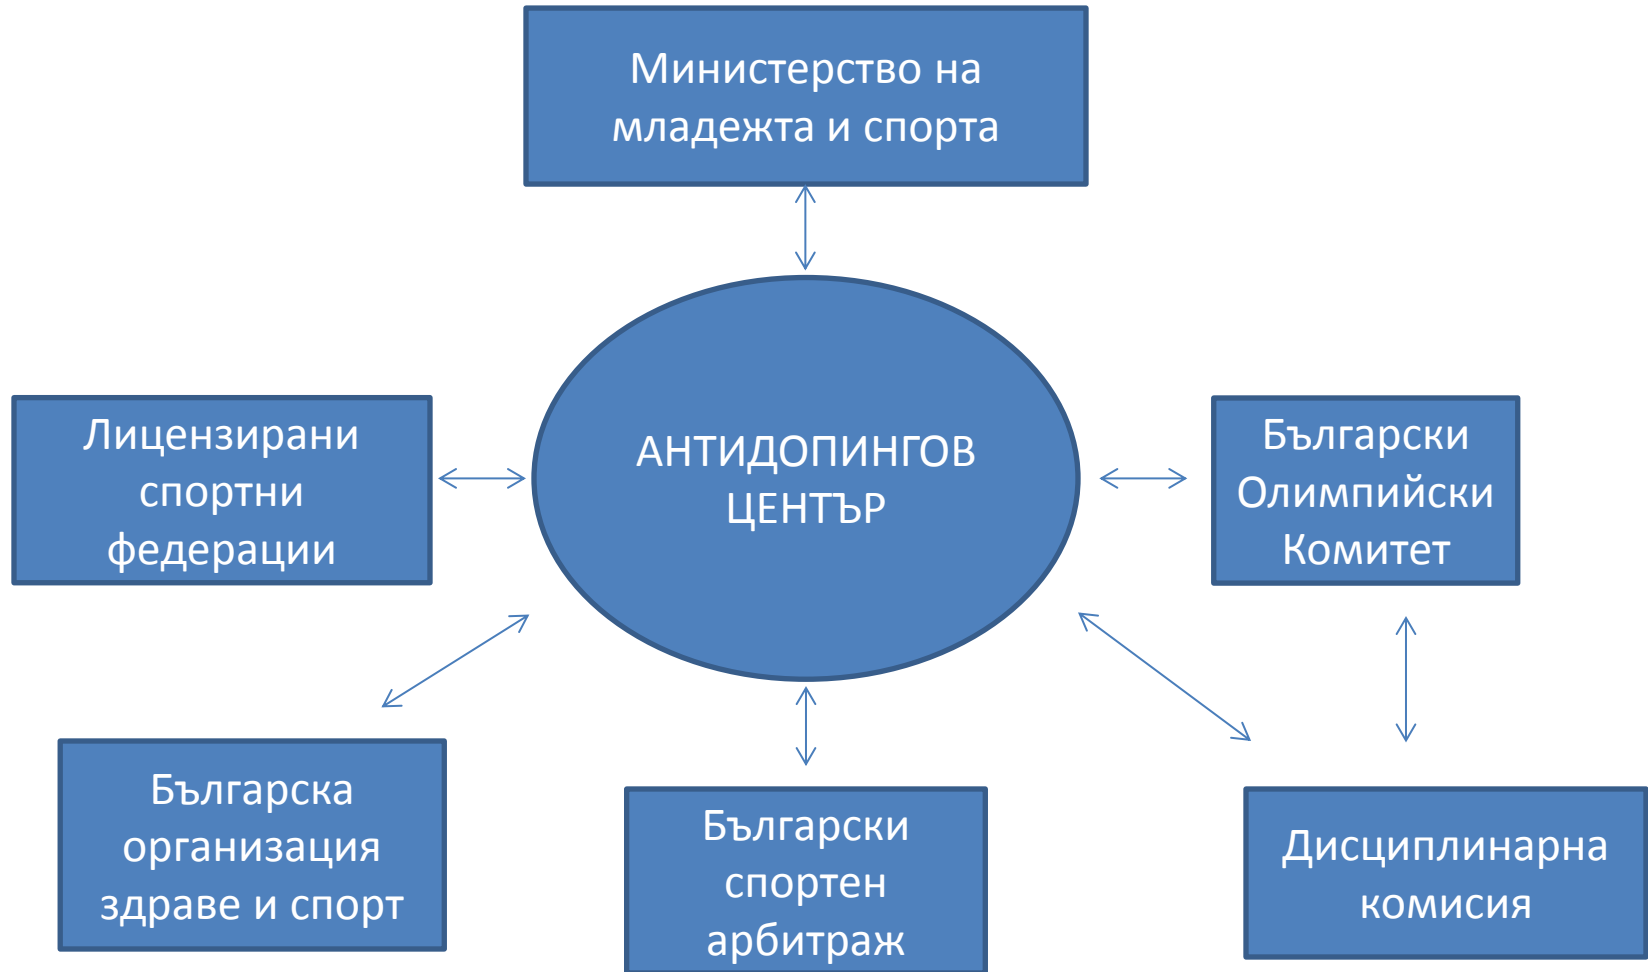 Министерство на
младежта и спорта
АНТИДОПИНГОВ
ЦЕНТЪР
Лицензирани
спортни
федерации
Български
Олимпийски
Комитет
Българска
организация
здраве и спорт
Български
спортен
арбитраж
Дисциплинарна
комисия